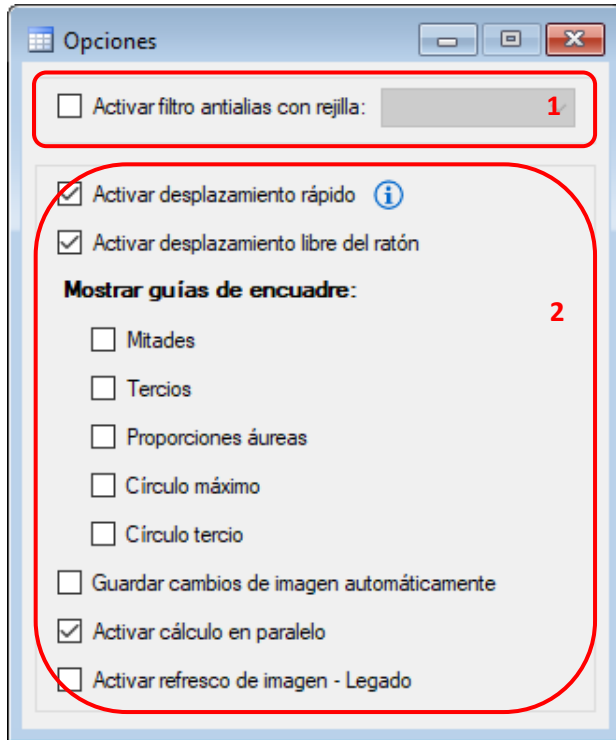 Opciones
Activar filtro antialias con rejilla: 1
Activar desplazamiento rápido
Activar desplazamiento libre del ratón
Mostrar guías de encuadre:
2
Mitades
Tercios
Proporciones áureas
Círculo máximo
Círculo tercio
Guardar cambios de imagen automáticamente
Activar cálculo en paralelo
Activar refresco de imagen - Legado